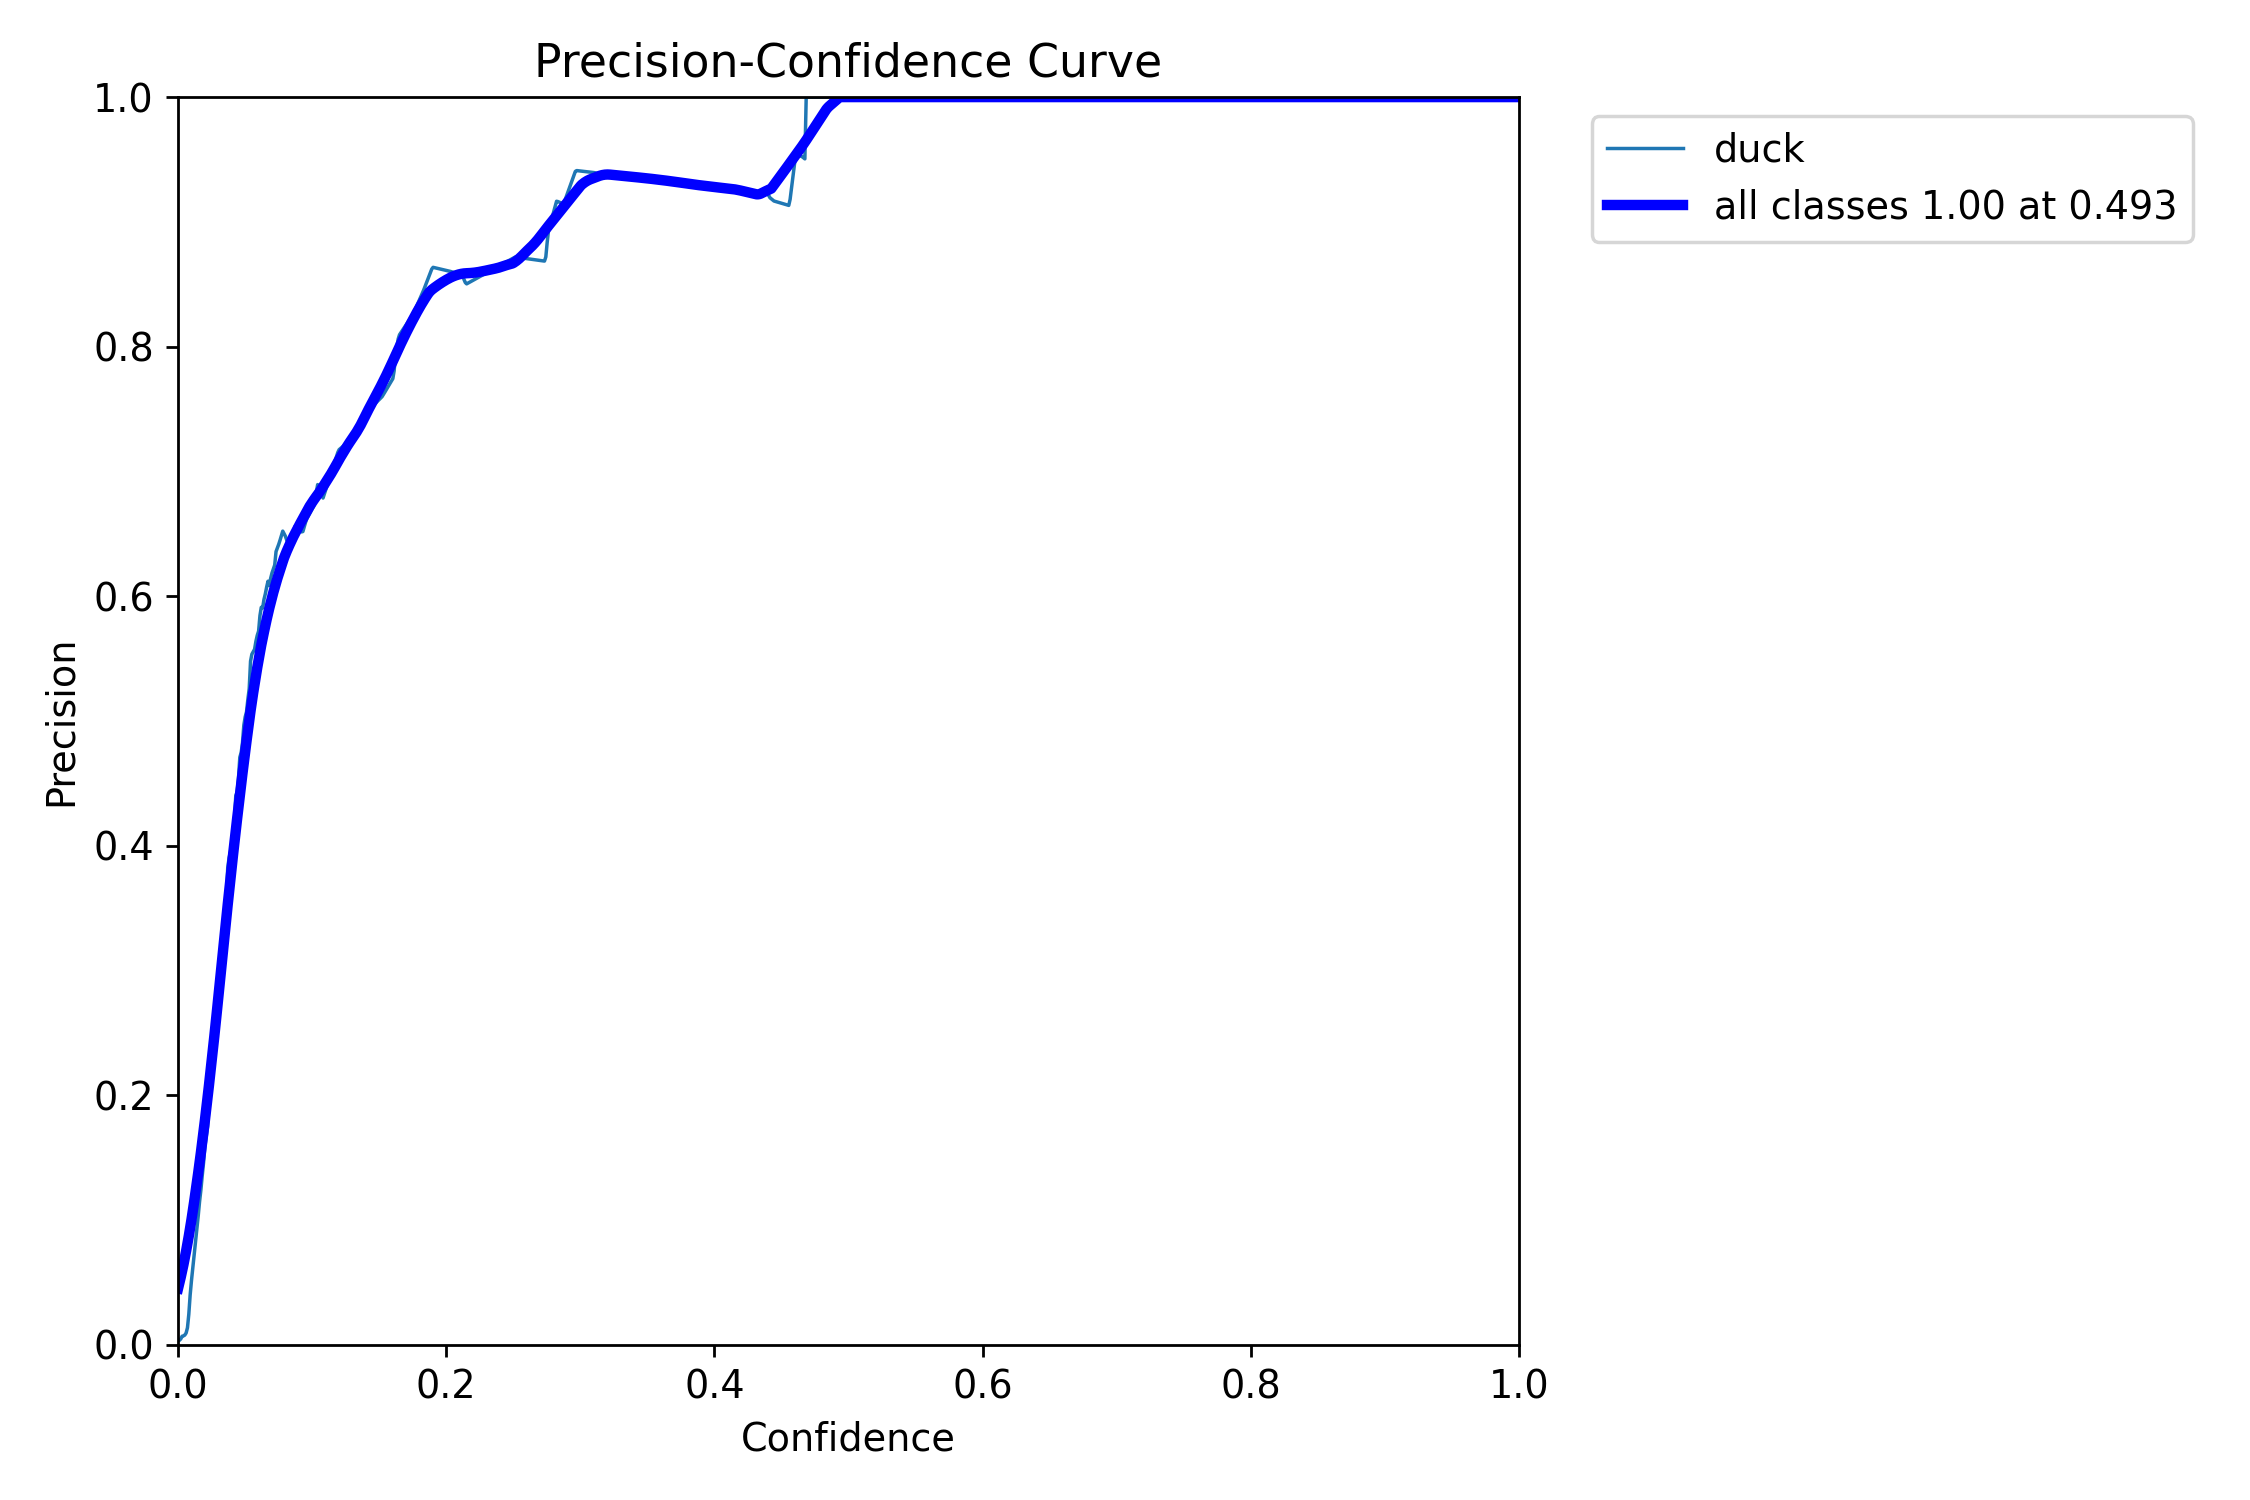 Precision-Confidence Curve
1.0
0.8
0.6
0.4
0.2
0.0
Precision
0.0 0.2 0.4 0.6 0.8 1.0
Confidence
duck
all classes 1.00 at 0.493